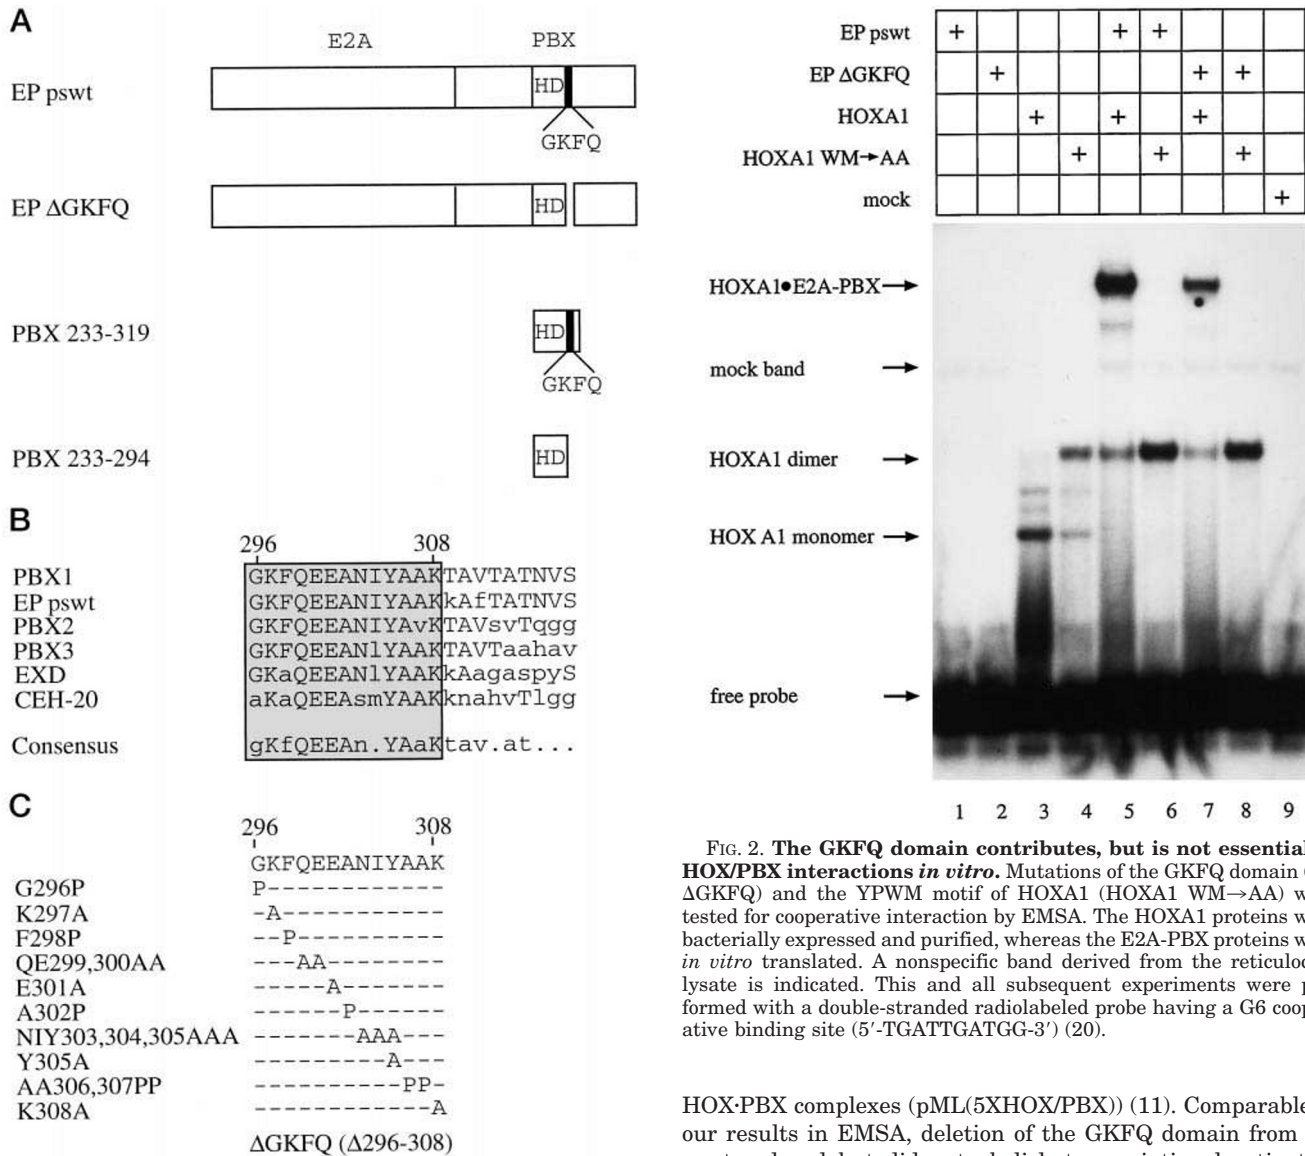 A
E2A PBX
EP pswt
HD
GKFQ
EP ΔGKFQ
HD
PBX 233-319
HD
GKFQ
PBX 233-294
HD
B
296 308
PBX1 GKFQEEANIYAAKTAVTATNVS
EP pswt GKFQEEANIYAAKkAfTATNVS
PBX2 GKFQEEANIYAvKTAVsvTqgg
PBX3 GKFQEEANlYAAKTAVTaahav
EXD GKaQEEANlYAAKkAagaspyS
CEH-20 aKaQEEAsmYAAKknahvTlgg
Consensus gKfQEEAn.YAaKtav.at...
C
296 308
GKFQEEANIYAAK
G296P P------------
K297A -A-----------
F298P --P----------
QE299,300AA ---AA--------
E301A -----A-------
A302P ------P------
NIY303,304,305AAA -------AAA---
Y305A ---------A---
AA306,307PP ----------PP-
K308A ------------A
ΔGKFQ (Δ296-308)
EP pswt + + +
EP ΔGKFQ + + +
HOXA1 + + +
HOXA1 WM→AA + + +
mock +
HOXA1•E2A-PBX
mock band
HOXA1 dimer
HOX A1 monomer
free probe
1 2 3 4 5 6 7 8 9
FIG. 2. The GKFQ domain contributes, but is not essential
HOX/PBX interactions in vitro. Mutations of the GKFQ domain (
ΔGKFQ) and the YPWM motif of HOXA1 (HOXA1 WM→AA) w
tested for cooperative interaction by EMSA. The HOXA1 proteins w
bacterially expressed and purified, whereas the E2A-PBX proteins w
in vitro translated. A nonspecific band derived from the reticuloc
lysate is indicated. This and all subsequent experiments were p
formed with a double-stranded radiolabeled probe having a G6 coop
ative binding site (5′-TGATTGATGG-3′) (20).
HOX·PBX complexes (pML(5XHOX/PBX)) (11). Comparable
our results in EMSA, deletion of the GKFQ domain from